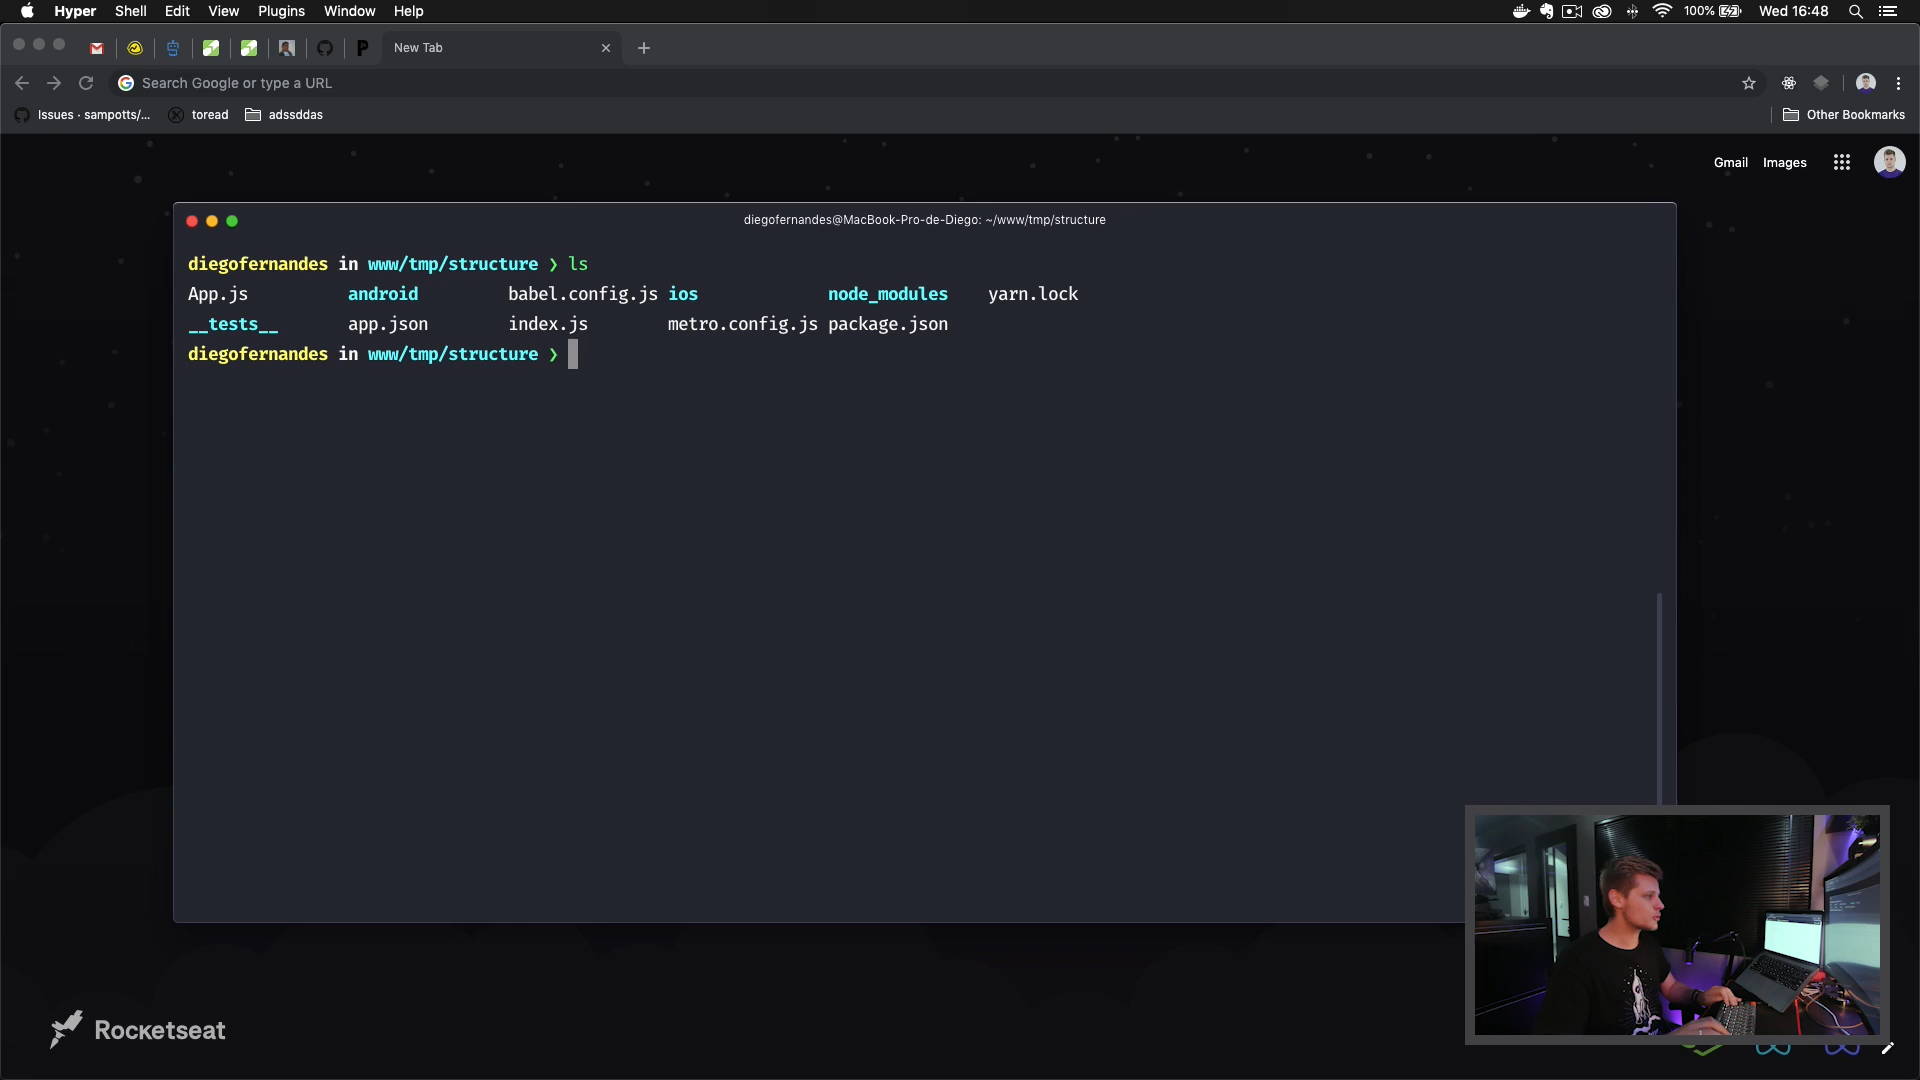 Hyper Shell Edit View Plugins Window Help
100% Wed 16:48
New Tab
Search Google or type a URL
Issues · sampotts/... toread adssddas Other Bookmarks
Gmail Images
diegofernandes@MacBook-Pro-de-Diego: ~/www/tmp/structure
diegofernandes in www/tmp/structure ❯ ls
App.js android babel.config.js ios node_modules yarn.lock
__tests__ app.json index.js metro.config.js package.json
diegofernandes in www/tmp/structure ❯
Rocketseat